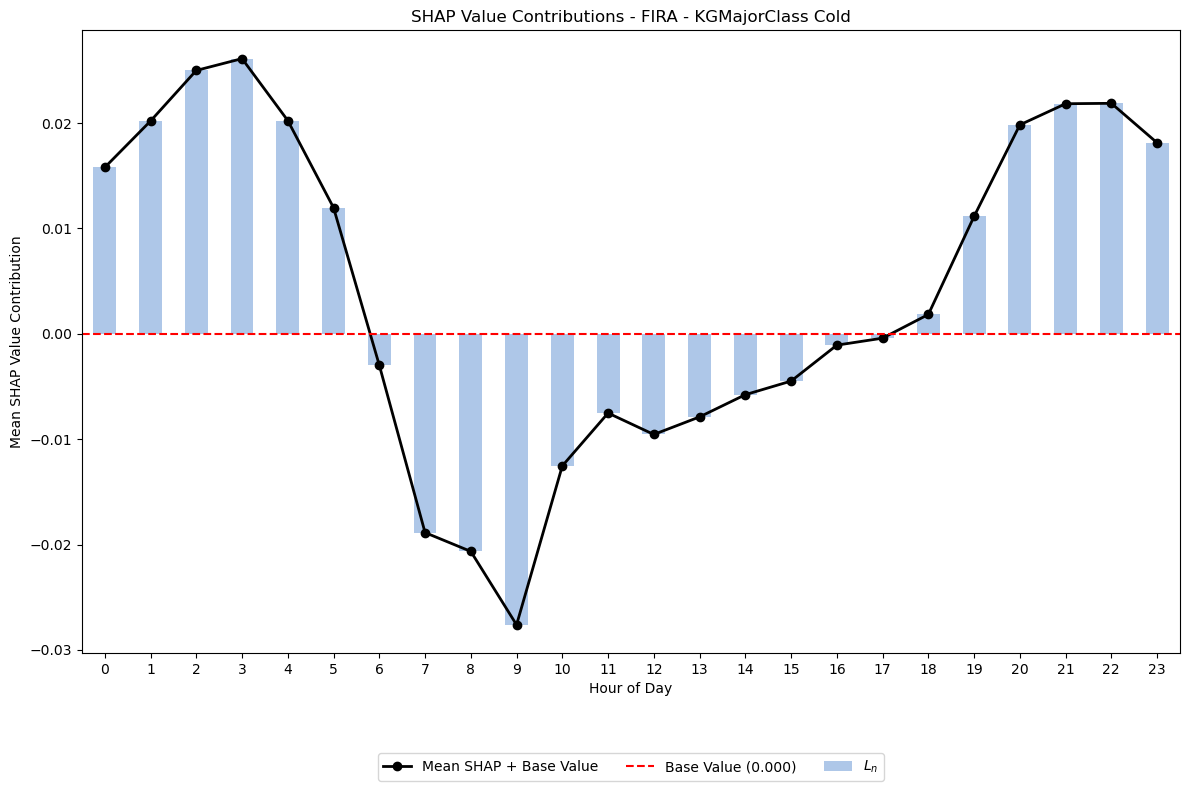 SHAP Value Contributions - FIRA - KGMajorClass Cold
Mean SHAP Value Contribution
0.02
0.01
0.00
−0.01
−0.02
−0.03
0 1 2 3 4 5 6 7 8 9 10 11 12 13 14 15 16 17 18 19 20 21 22 23
Hour of Day
Mean SHAP + Base Value Base Value (0.000) Lₙ